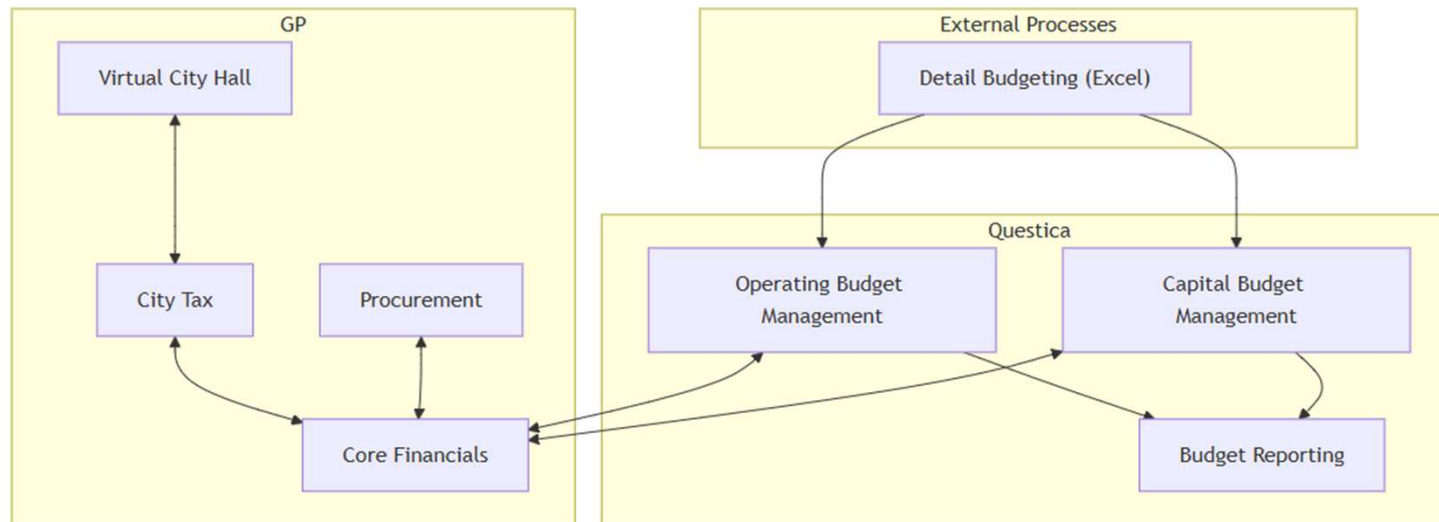 GP
Virtual City Hall
City Tax
Procurement
Core Financials
External Processes
Detail Budgeting (Excel)
Questica
Operating Budget
Management
Capital Budget
Management
Budget Reporting